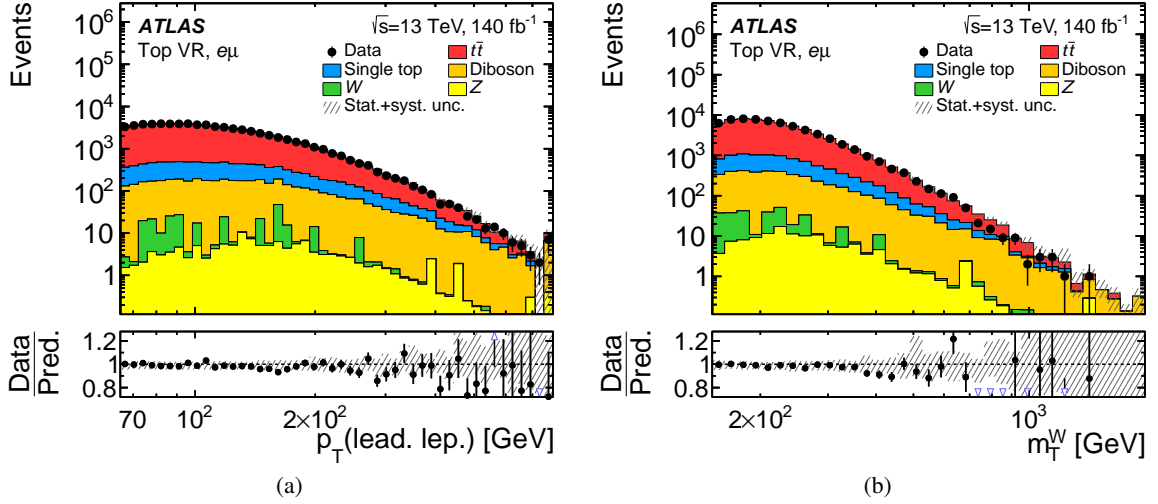 Events
10⁶
10⁵
10⁴
10³
10²
10
1
ATLAS
√s=13 TeV, 140 fb⁻¹
Top VR, eμ
Data
tt̄
Single top
Diboson
W
Z
Stat.+syst. unc.
Data
Pred.
1.2
1
0.8
70
10²
2×10²
p_T(lead. lep.) [GeV]
(a)
Events
10⁶
10⁵
10⁴
10³
10²
10
1
ATLAS
√s=13 TeV, 140 fb⁻¹
Top VR, eμ
Data
tt̄
Single top
Diboson
W
Z
Stat.+syst. unc.
Data
Pred.
1.2
1
0.8
2×10²
10³
m_T^W [GeV]
(b)